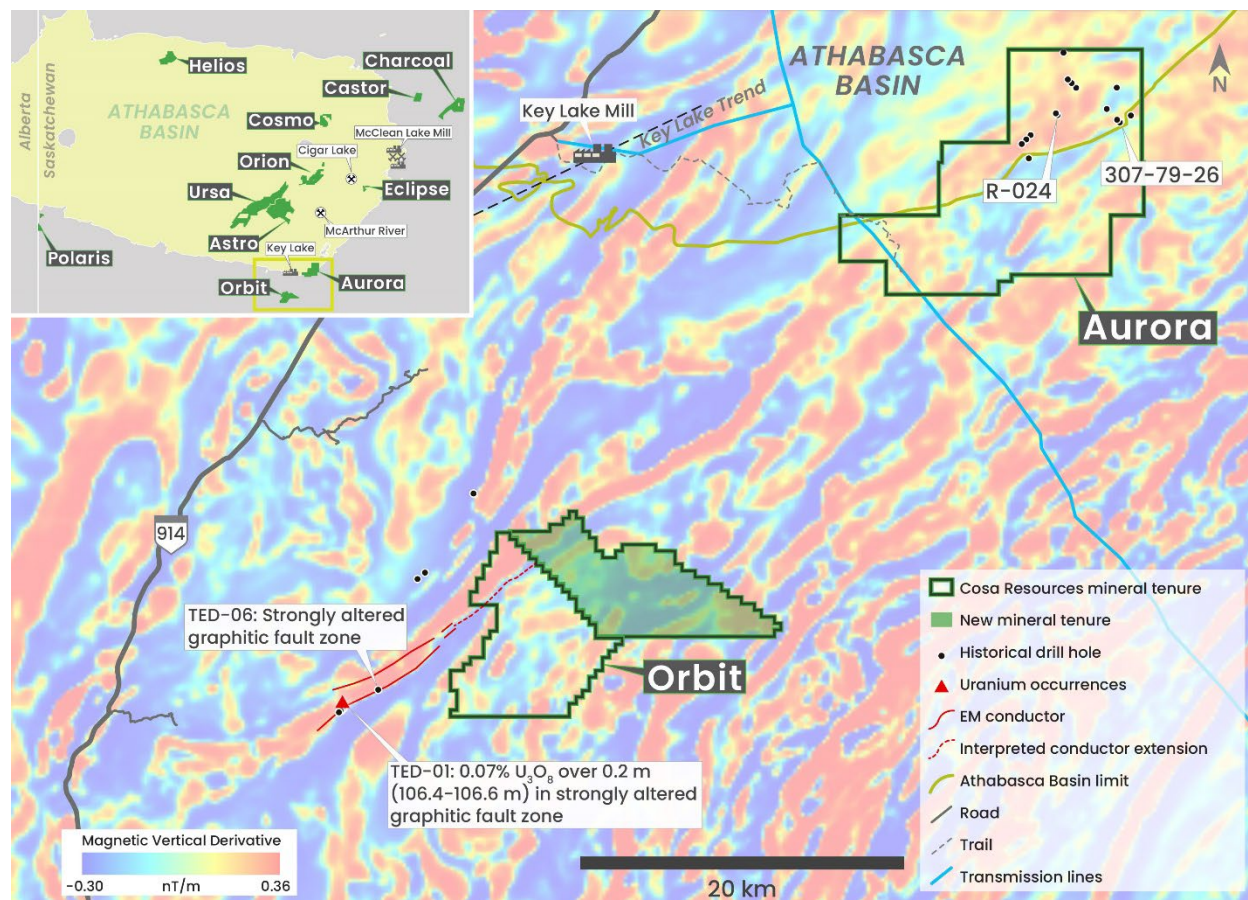 Alberta
Saskatchewan
ATHABASCA
BASIN
Helios
Charcoal
Castor
Cosmo
McClean Lake Mill
Cigar Lake
Orion
Ursa
Eclipse
Astro
McArthur River
Key Lake
Polaris
Aurora
Orbit
ATHABASCA
BASIN
N
Key Lake Mill
Key Lake Trend
R-024
307-79-26
Aurora
914
TED-06: Strongly altered
graphitic fault zone
Orbit
TED-01: 0.07% U₃O₈ over 0.2 m
(106.4-106.6 m) in strongly altered
graphitic fault zone
Cosa Resources mineral tenure
New mineral tenure
Historical drill hole
Uranium occurrences
EM conductor
Interpreted conductor extension
Athabasca Basin limit
Road
Trail
Transmission lines
Magnetic Vertical Derivative
-0.30 nT/m 0.36
20 km